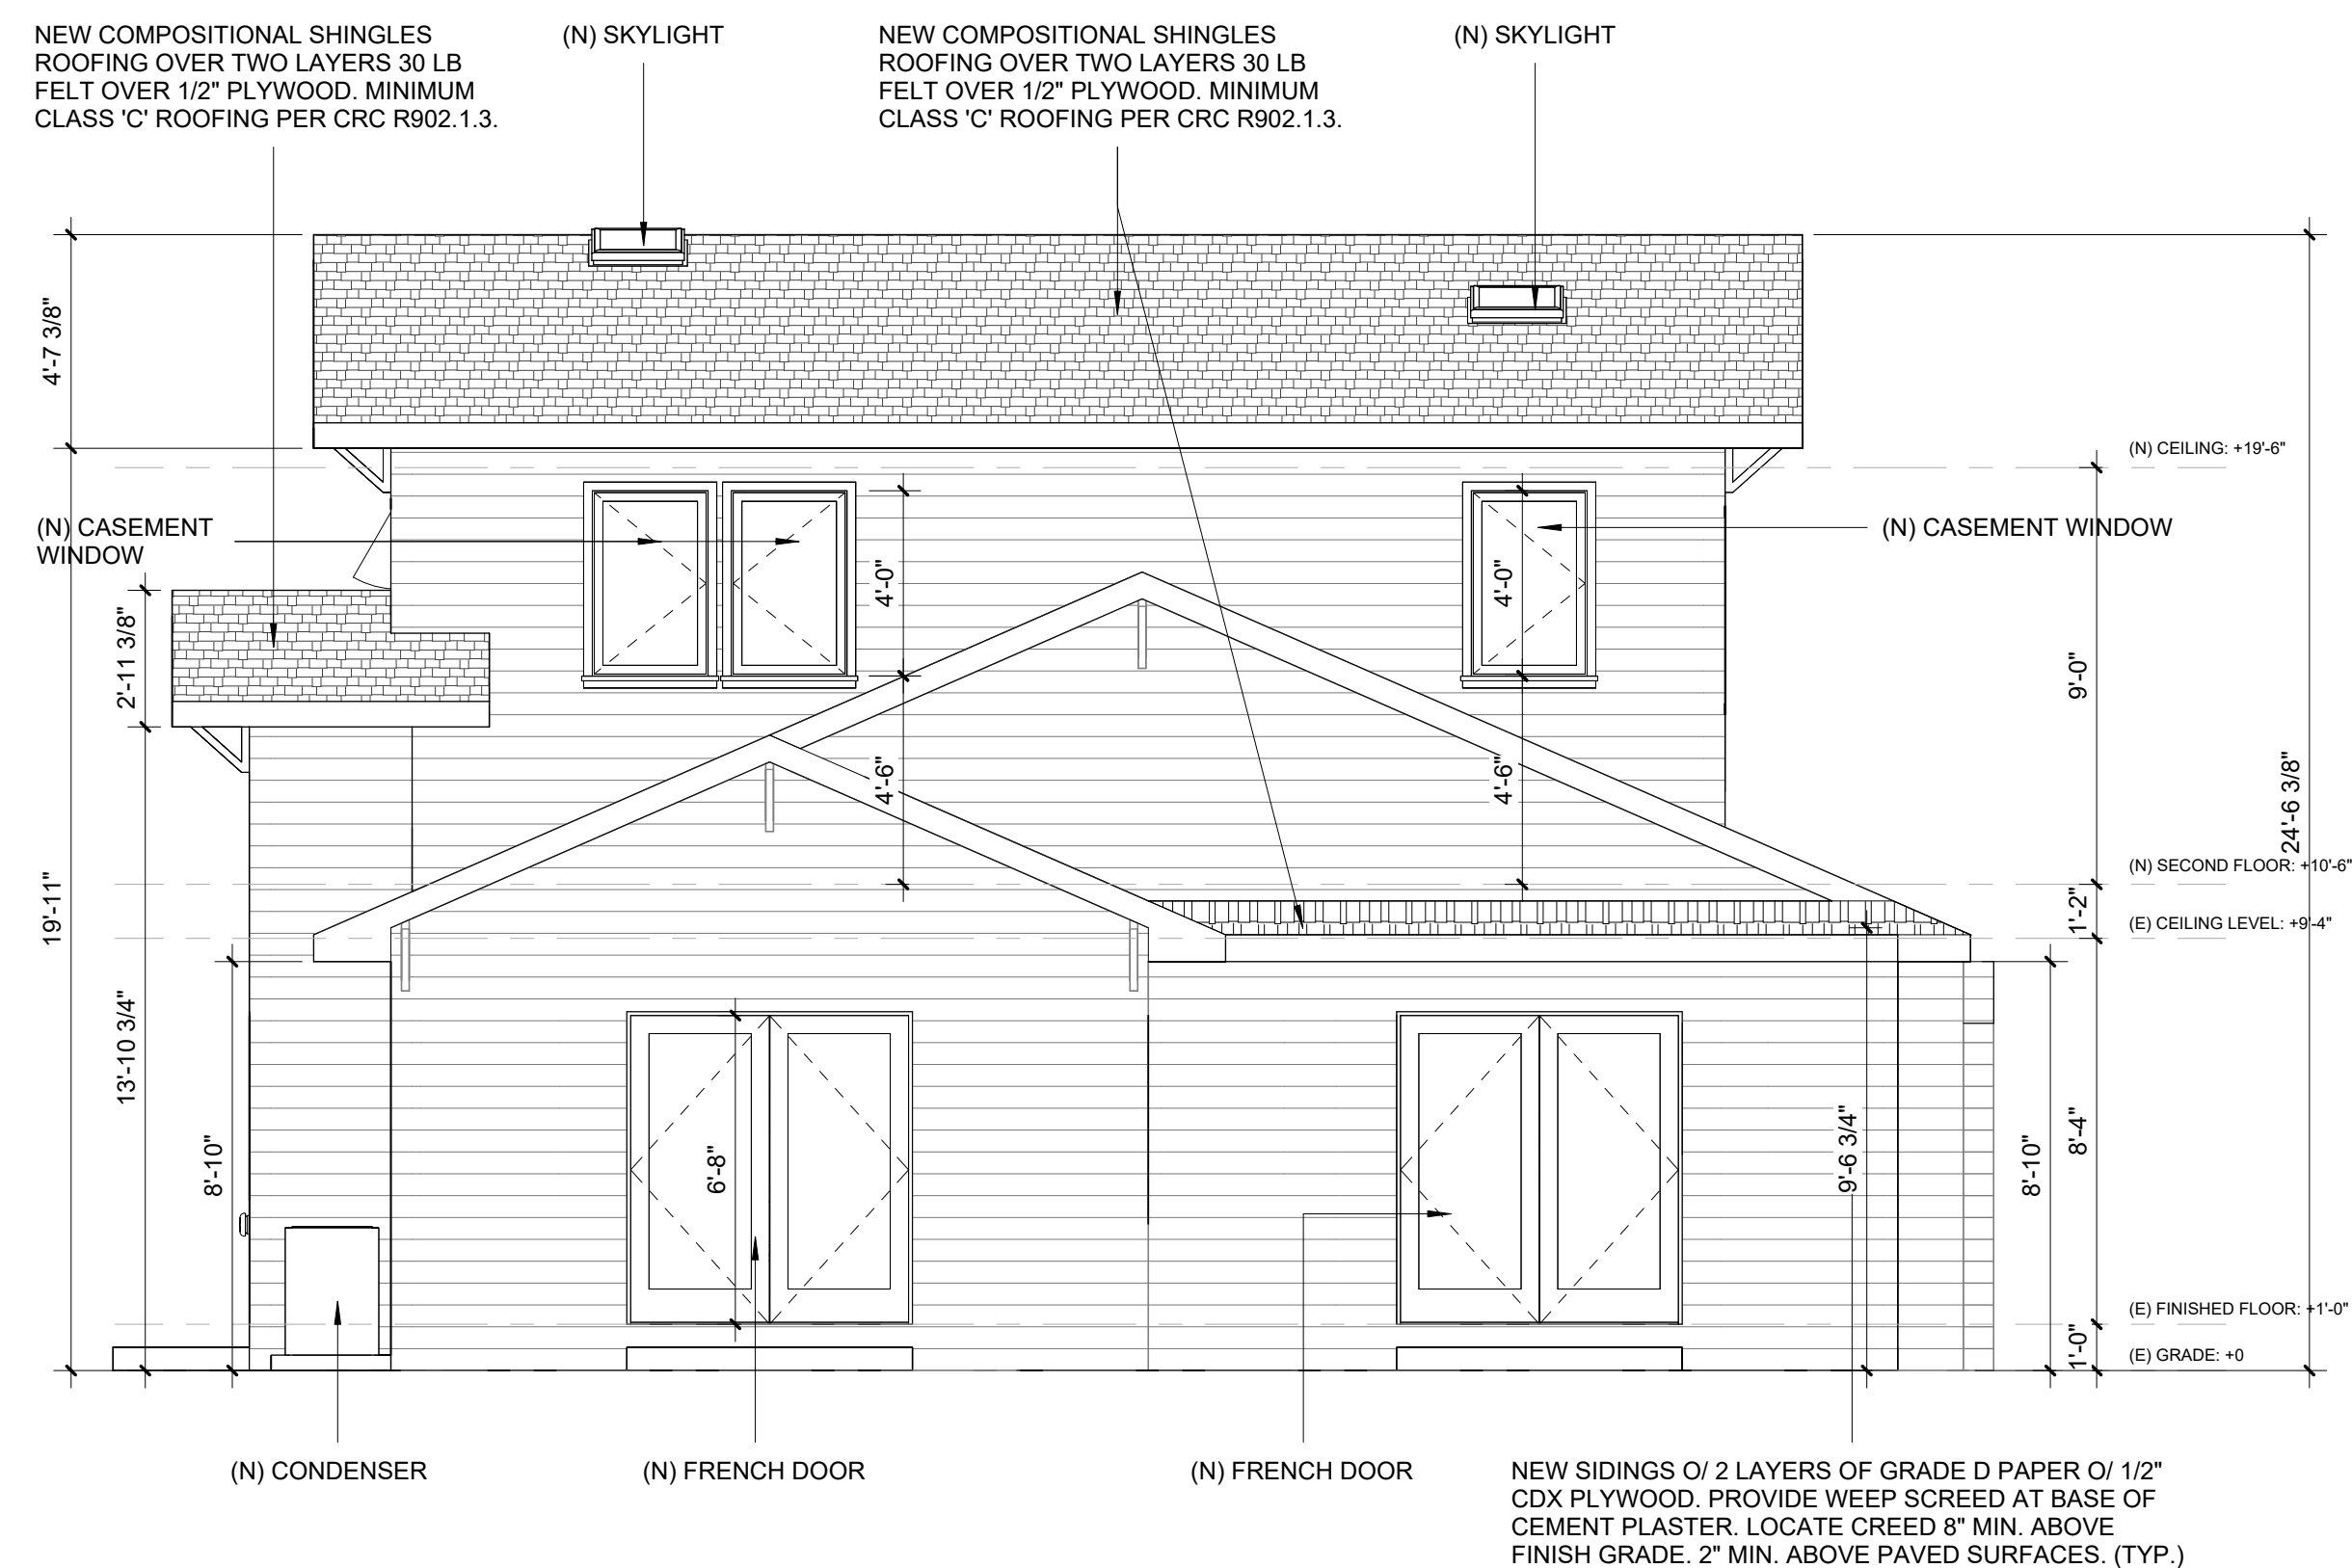 NEW COMPOSITIONAL SHINGLES
ROOFING OVER TWO LAYERS 30 LB
FELT OVER 1/2" PLYWOOD. MINIMUM
CLASS 'C' ROOFING PER CRC R902.1.3.
(N) SKYLIGHT
NEW COMPOSITIONAL SHINGLES
ROOFING OVER TWO LAYERS 30 LB
FELT OVER 1/2" PLYWOOD. MINIMUM
CLASS 'C' ROOFING PER CRC R902.1.3.
(N) SKYLIGHT
4'-7 3/8"
(N) CEILING: +19'-6"
(N) CASEMENT
WINDOW
(N) CASEMENT WINDOW
4'-0"
4'-0"
2'-11 3/8"
9'-0"
4'-6"
4'-6"
24'-6 3/8"
19'-11"
(N) SECOND FLOOR: +10'-6"
1'-2"
(E) CEILING LEVEL: +9'-4"
13'-10 3/4"
8'-10"
6'-8"
9'-6 3/4"
8'-10"
8'-4"
(E) FINISHED FLOOR: +1'-0"
1'-0"
(E) GRADE: +0
(N) CONDENSER
(N) FRENCH DOOR
(N) FRENCH DOOR
NEW SIDINGS O/ 2 LAYERS OF GRADE D PAPER O/ 1/2"
CDX PLYWOOD. PROVIDE WEEP SCREED AT BASE OF
CEMENT PLASTER. LOCATE CREED 8" MIN. ABOVE
FINISH GRADE. 2" MIN. ABOVE PAVED SURFACES. (TYP.)